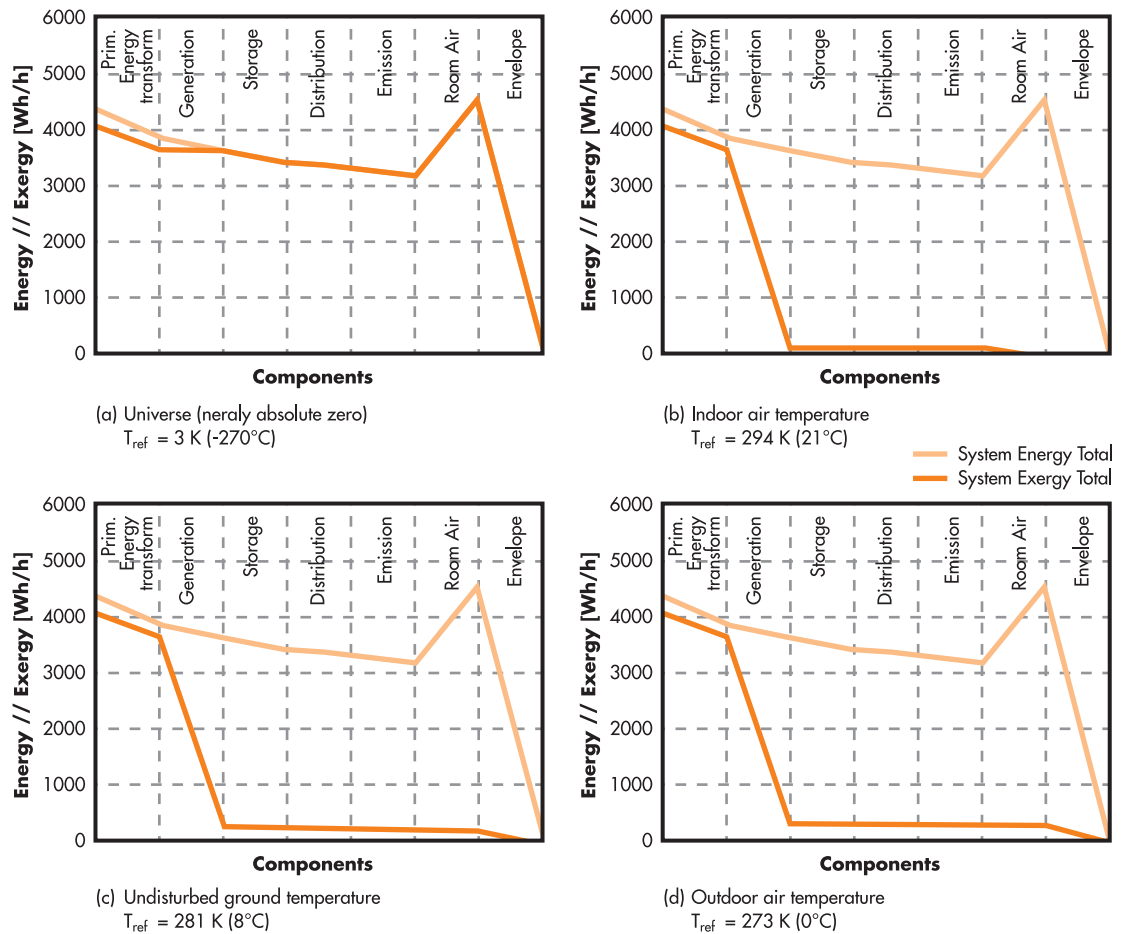 6000
5000
4000
3000
2000
1000
0
Energy // Exergy [Wh/h]
Prim.
Energy
transform
Generation
Storage
Distribution
Emission
Room Air
Envelope
Components
(a) Universe (neraly absolute zero)
T_ref = 3 K (-270°C)
6000
5000
4000
3000
2000
1000
0
Energy // Exergy [Wh/h]
Prim.
Energy
transform
Generation
Storage
Distribution
Emission
Room Air
Envelope
Components
(b) Indoor air temperature
T_ref = 294 K (21°C)
System Energy Total
System Exergy Total
6000
5000
4000
3000
2000
1000
0
Energy // Exergy [Wh/h]
Prim.
Energy
transform
Generation
Storage
Distribution
Emission
Room Air
Envelope
Components
(c) Undisturbed ground temperature
T_ref = 281 K (8°C)
6000
5000
4000
3000
2000
1000
0
Energy // Exergy [Wh/h]
Prim.
Energy
transform
Generation
Storage
Distribution
Emission
Room Air
Envelope
Components
(d) Outdoor air temperature
T_ref = 273 K (0°C)